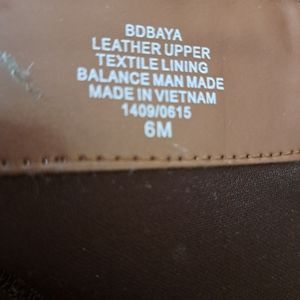 BDBAYA
LEATHER UPPER
TEXTILE LINING
BALANCE MAN MADE
MADE IN VIETNAM
1409/0615
6M